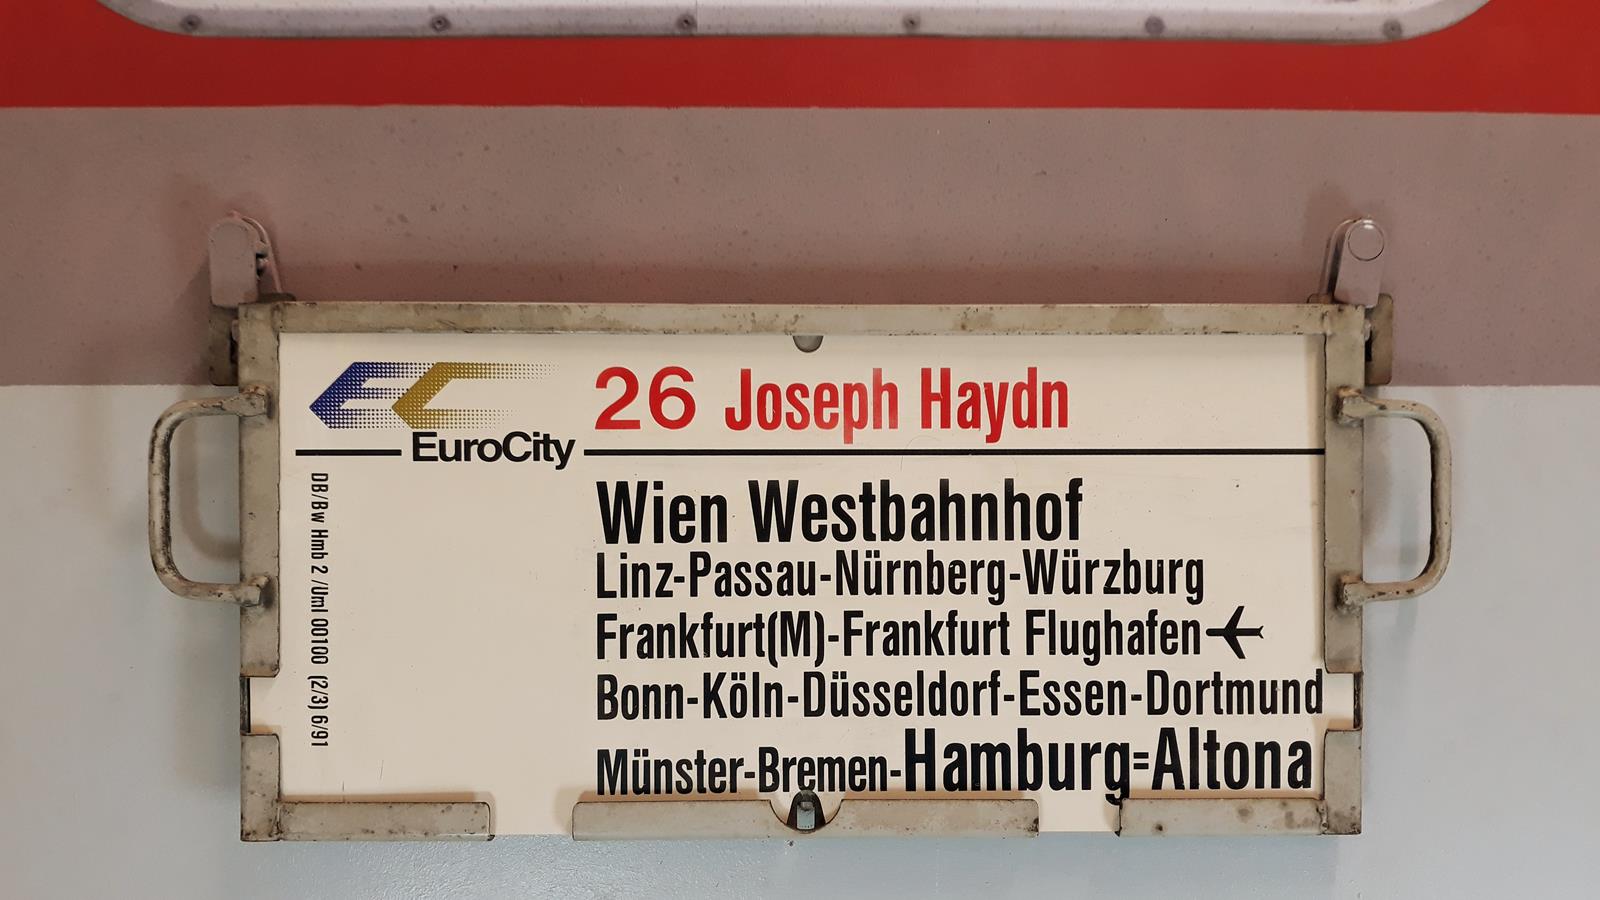 EC
EuroCity
26 Joseph Haydn
Wien Westbahnhof
Linz-Passau-Nürnberg-Würzburg
Frankfurt(M)-Frankfurt Flughafen
Bonn-Köln-Düsseldorf-Essen-Dortmund
Münster-Bremen-Hamburg=Altona
DB/Bw Hmb 2 /Uml 00100 (2/3) 6/91